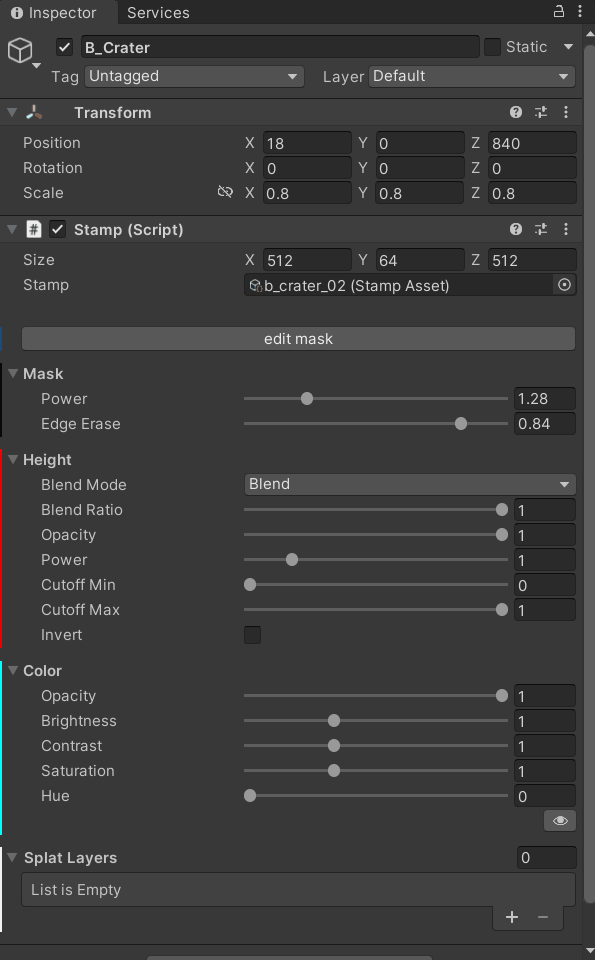 Inspector Services
B_Crater Static
Tag Untagged Layer Default
Transform
Position X 18 Y 0 Z 840
Rotation X 0 Y 0 Z 0
Scale X 0.8 Y 0.8 Z 0.8
# Stamp (Script)
Size X 512 Y 64 Z 512
Stamp b_crater_02 (Stamp Asset)
edit mask
Mask
Power 1.28
Edge Erase 0.84
Height
Blend Mode Blend
Blend Ratio 1
Opacity 1
Power 1
Cutoff Min 0
Cutoff Max 1
Invert
Color
Opacity 1
Brightness 1
Contrast 1
Saturation 1
Hue 0
Splat Layers 0
List is Empty
+ −